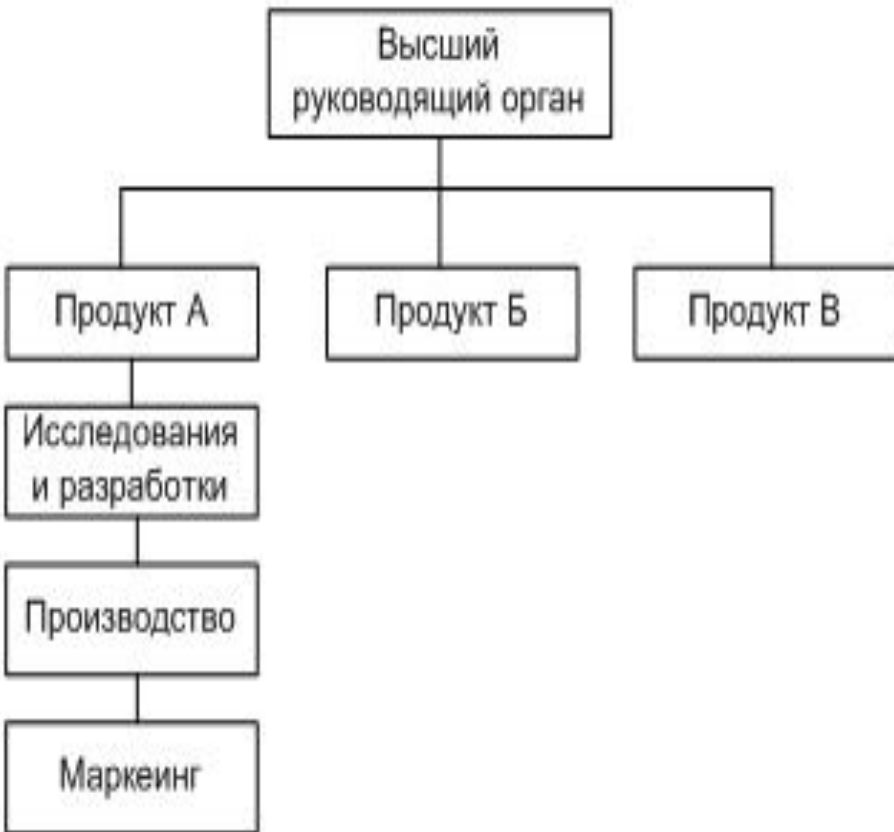 Высший
руководящий орган
Продукт А
Продукт Б
Продукт В
Исследования
и разработки
Производство
Маркеинг